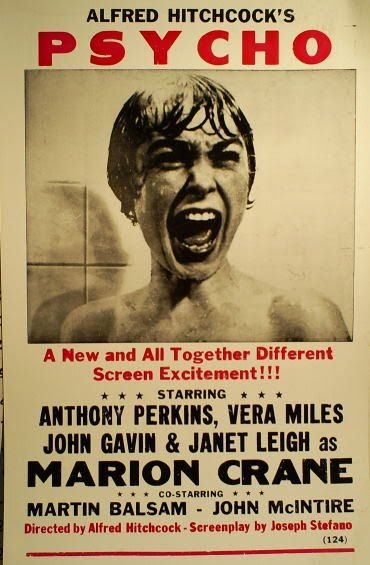 ALFRED HITCHCOCK'S
PSYCHO
A New and All Together Different
Screen Excitement!!!
★ ★ ★ STARRING ★ ★ ★
ANTHONY PERKINS, VERA MILES
JOHN GAVIN & JANET LEIGH as
MARION CRANE
★ ★ ★ CO-STARRING ★ ★ ★
MARTIN BALSAM - JOHN McINTIRE
Directed by Alfred Hitchcock - Screenplay by Joseph Stefano
(124)